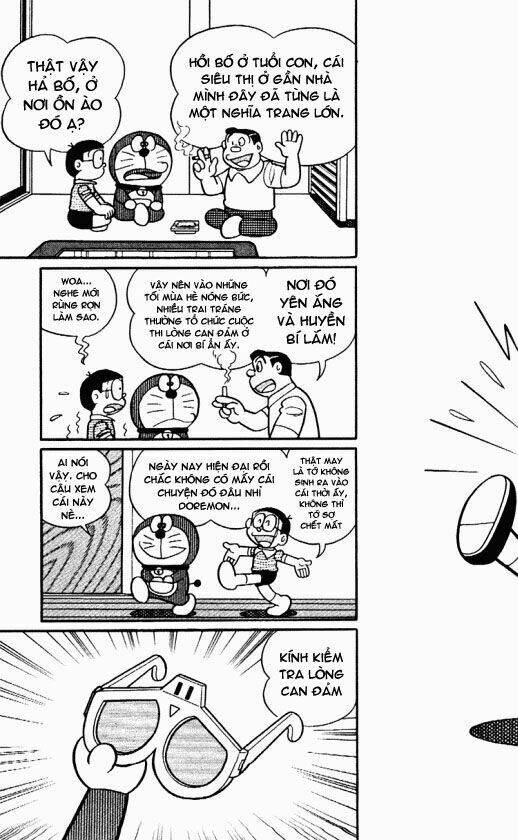 HỒI BỐ Ở TUỔI CON, CÁI
SIÊU THỊ Ở GẦN NHÀ
MÌNH ĐÂY ĐÃ TỪNG LÀ
MỘT NGHĨA TRANG LỚN.
THẬT VẬY
HẢ BỐ, Ở
NƠI ỒN ÀO
ĐÓ Ạ?
NƠI ĐÓ
YÊN ẮNG
VÀ HUYỀN
BÍ LẮM!
VẬY NÊN VÀO NHỮNG
TỐI MÙA HÈ NÓNG BỨC,
NHIỀU TRAI TRÁNG
THƯỜNG TỔ CHỨC CUỘC
THI LÒNG CAN ĐẢM Ở
CÁI NƠI BÍ ẨN ẤY.
WOA...
NGHE MỚI
RÙNG RỢN
LÀM SAO.
THẬT MAY
LÀ TỚ KHÔNG
SINH RA VÀO
CÁI THỜI ẤY,
KHÔNG THÌ
TỚ SỢ
CHẾT MẤT
NGÀY NAY HIỆN ĐẠI RỒI
CHẮC KHÔNG CÓ MẤY CÁI
CHUYỆN ĐÓ ĐÂU NHỈ
DOREMON...
AI NÓI
VẬY. CHO
CẬU XEM
CÁI NÀY
NÈ...
KÍNH KIỂM
TRA LÒNG
CAN ĐẢM